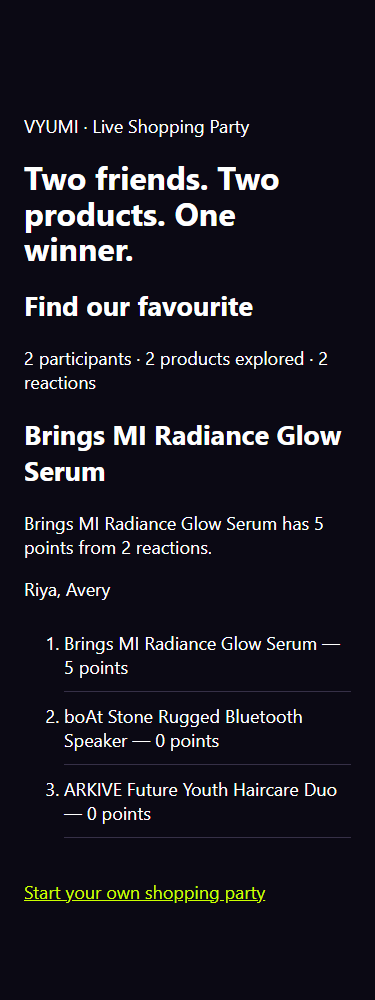 VYUMI · Live Shopping Party
Two friends. Two
products. One
winner.
Find our favourite
2 participants · 2 products explored · 2
reactions
Brings MI Radiance Glow
Serum
Brings MI Radiance Glow Serum has 5
points from 2 reactions.
Riya, Avery
1. Brings MI Radiance Glow Serum —
5 points
2. boAt Stone Rugged Bluetooth
Speaker — 0 points
3. ARKIVE Future Youth Haircare Duo
— 0 points
Start your own shopping party